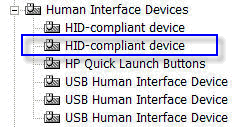 Human Interface Devices
HID-compliant device
HID-compliant device
HP Quick Launch Buttons
USB Human Interface Device
USB Human Interface Device
USB Human Interface Device